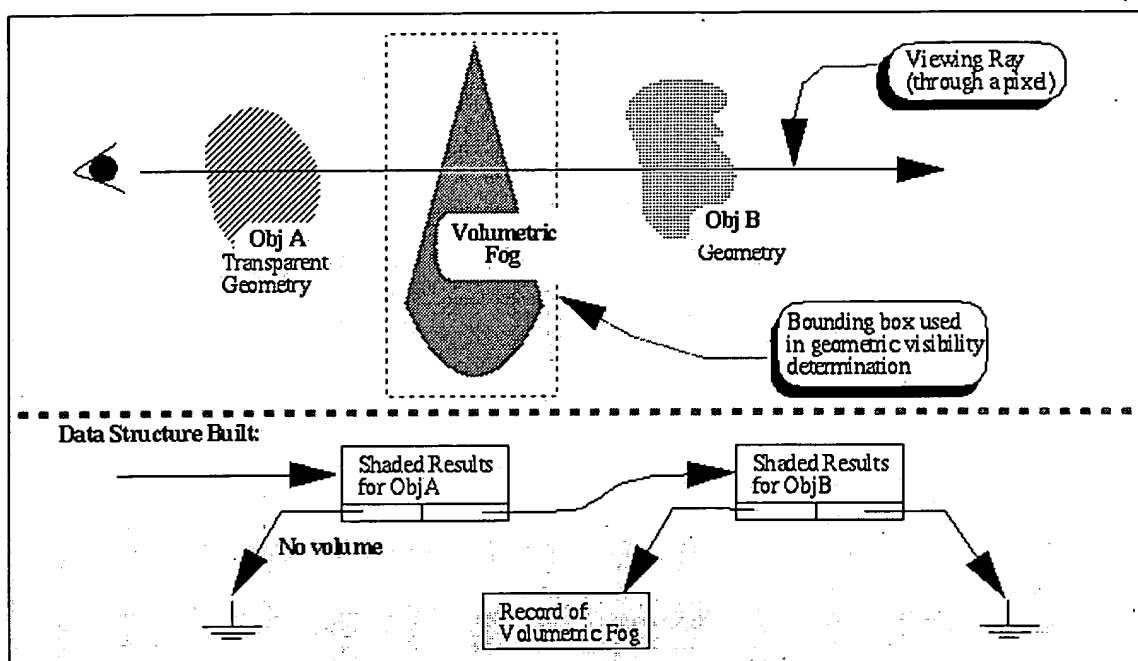 Viewing Ray
(through a pixel)
Obj A
Transparent
Geometry
Volumetric
Fog
Obj B
Geometry
Bounding box used
in geometric visibility
determination
Data Structure Built:
Shaded Results
for ObjA
Shaded Results
for ObjB
No volume
Record of
Volumetric Fog